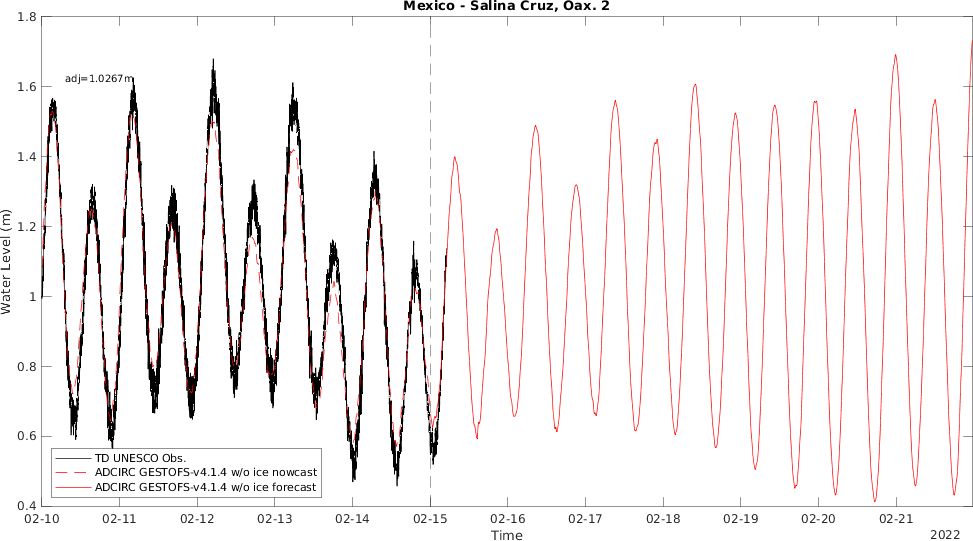 Mexico - Salina Cruz, Oax. 2
1.8
1.6
1.4
1.2
1
0.8
0.6
0.4
Water Level (m)
adj=1.0267m
TD UNESCO Obs.
ADCIRC GESTOFS-v4.1.4 w/o ice nowcast
ADCIRC GESTOFS-v4.1.4 w/o ice forecast
02-10 02-11 02-12 02-13 02-14 02-15 02-16 02-17 02-18 02-19 02-20 02-21
Time
2022